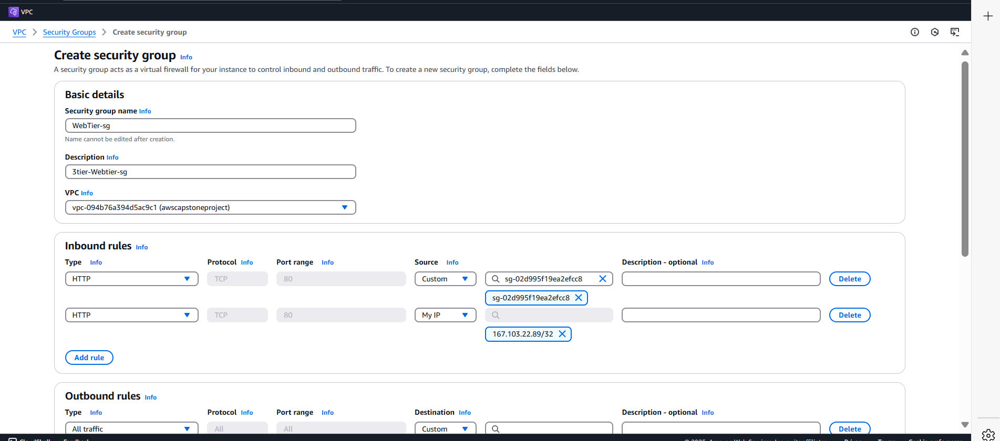 VPC
VPC > Security Groups > Create security group
Create security group Info
A security group acts as a virtual firewall for your instance to control inbound and outbound traffic. To create a new security group, complete the fields below.
Basic details
Security group name Info
WebTier-sg
Name cannot be edited after creation.
Description Info
3tier-Webtier-sg
VPC Info
vpc-094b76a394d5ac9c1 (awscapstoneproject)
Inbound rules Info
Type Info Protocol Info Port range Info Source Info Description - optional Info
HTTP TCP 80 Custom sg-02d995f19ea2efcc8 Delete
sg-02d995f19ea2efcc8
HTTP TCP 80 My IP Delete
167.103.22.89/32
Add rule
Outbound rules Info
Type Info Protocol Info Port range Info Destination Info Description - optional Info
All traffic All All Custom Delete